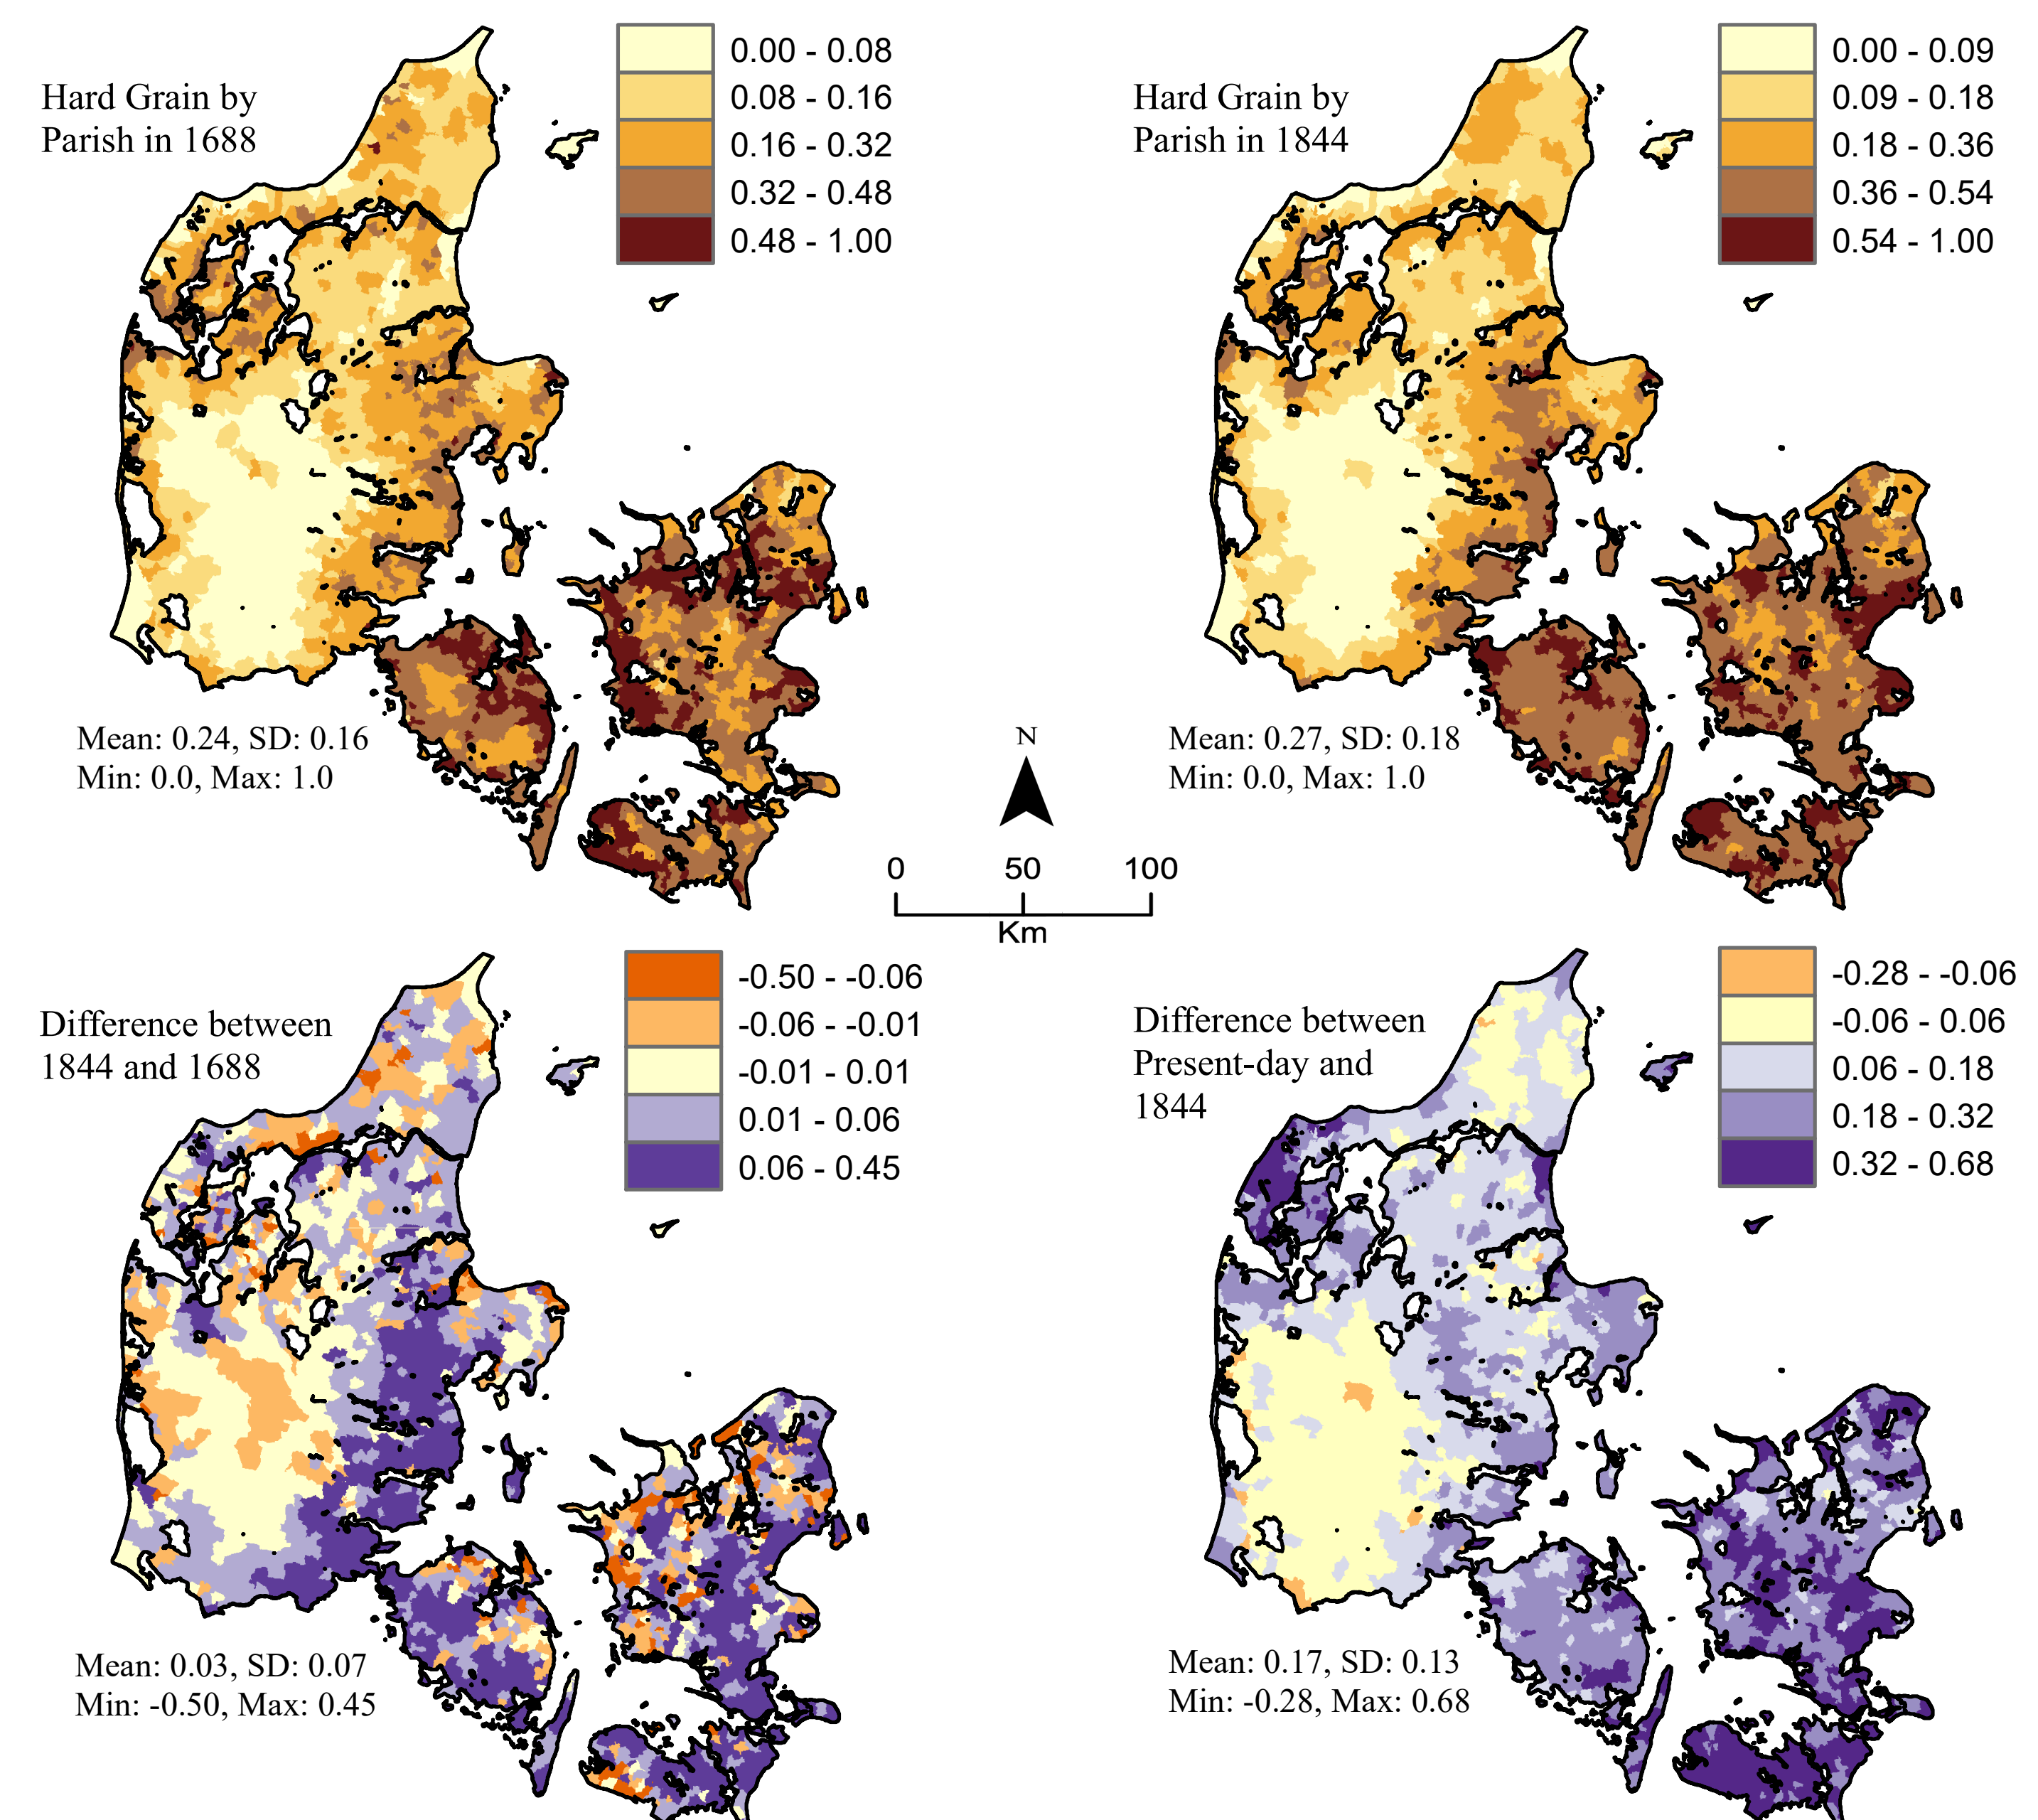 Hard Grain by
Parish in 1688
0.00 - 0.08
0.08 - 0.16
0.16 - 0.32
0.32 - 0.48
0.48 - 1.00
Mean: 0.24, SD: 0.16
Min: 0.0, Max: 1.0
Hard Grain by
Parish in 1844
0.00 - 0.09
0.09 - 0.18
0.18 - 0.36
0.36 - 0.54
0.54 - 1.00
Mean: 0.27, SD: 0.18
Min: 0.0, Max: 1.0
N
0 50 100
Km
Difference between
1844 and 1688
-0.50 - -0.06
-0.06 - -0.01
-0.01 - 0.01
0.01 - 0.06
0.06 - 0.45
Mean: 0.03, SD: 0.07
Min: -0.50, Max: 0.45
Difference between
Present-day and
1844
-0.28 - -0.06
-0.06 - 0.06
0.06 - 0.18
0.18 - 0.32
0.32 - 0.68
Mean: 0.17, SD: 0.13
Min: -0.28, Max: 0.68